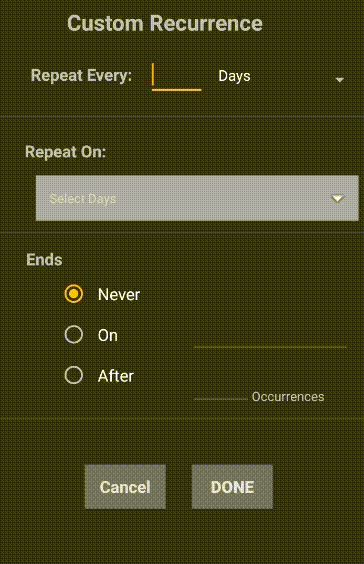 Custom Recurrence
Repeat Every: Days
Repeat On:
Select Days
Ends
Never
On
After
Occurrences
Cancel DONE